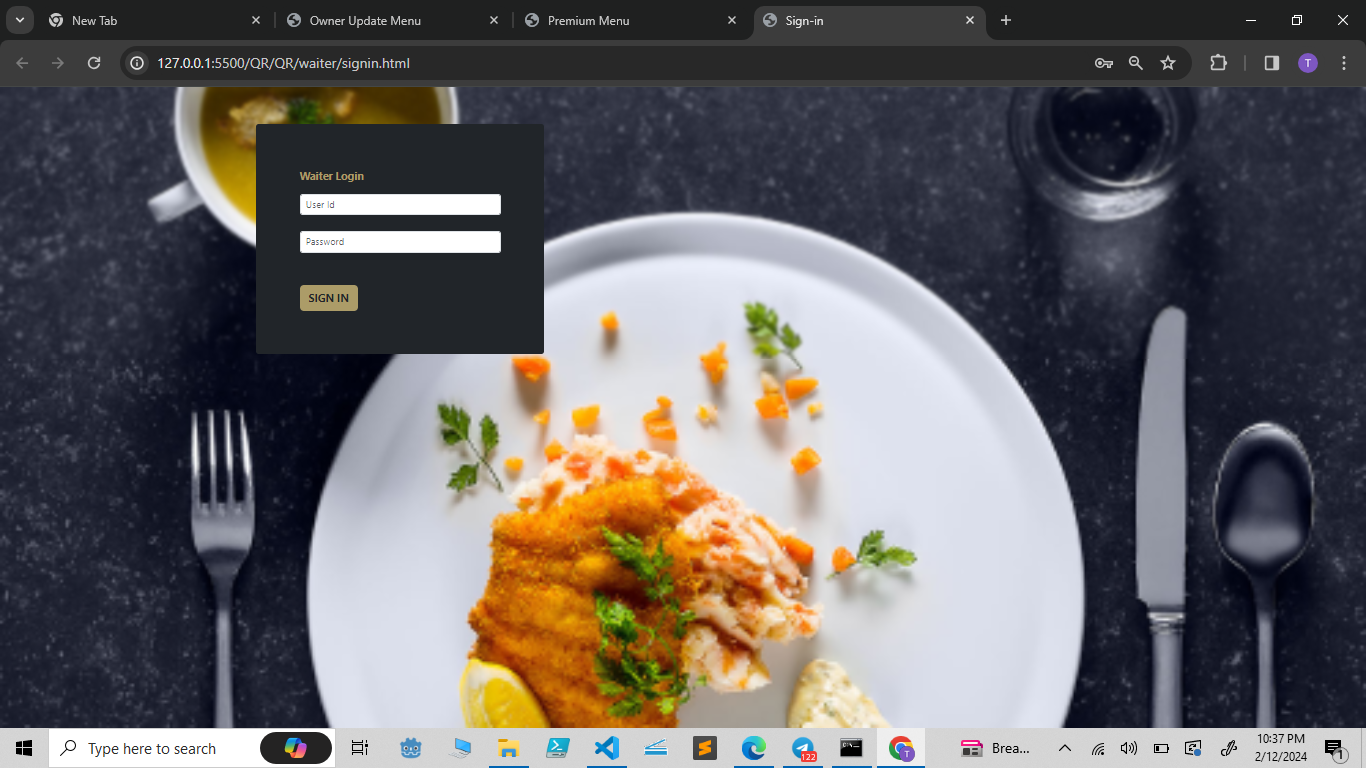 New Tab
Owner Update Menu
Premium Menu
Sign-in
127.0.0.1:5500/QR/QR/waiter/signin.html
T
Waiter Login
User Id
Password
SIGN IN
Type here to search
122
T
Brea...
10:37 PM
2/12/2024
1